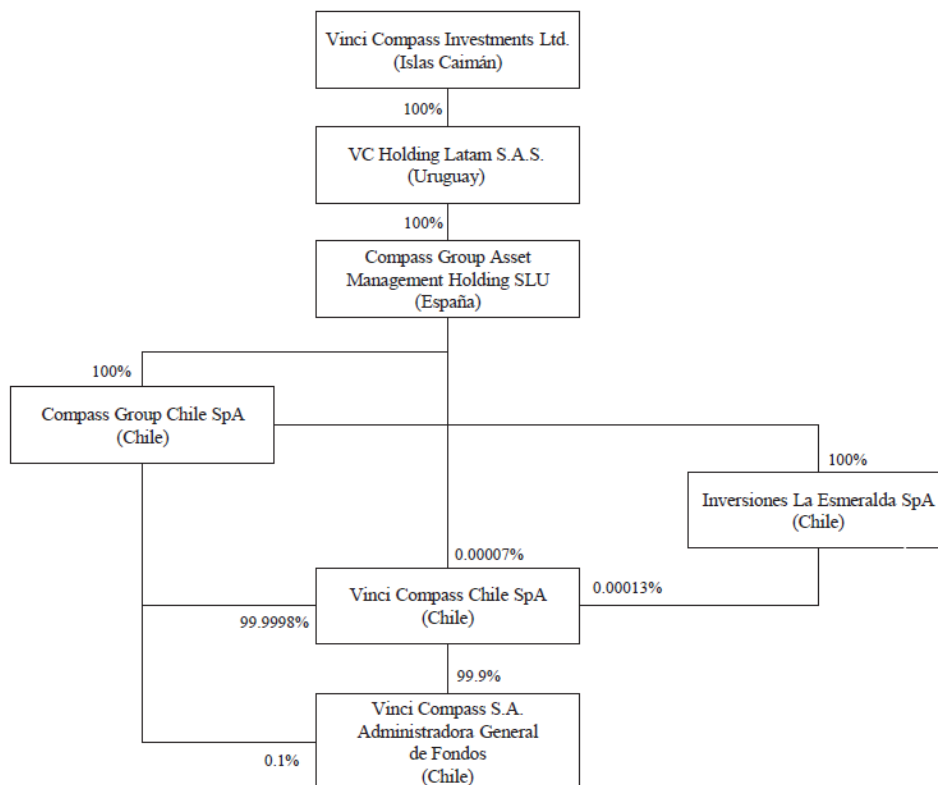 Vinci Compass Investments Ltd.
(Islas Caimán)
100%
VC Holding Latam S.A.S.
(Uruguay)
100%
Compass Group Asset
Management Holding SLU
(España)
100%
Compass Group Chile SpA
(Chile)
100%
Inversiones La Esmeralda SpA
(Chile)
0.00007%
Vinci Compass Chile SpA
(Chile)
0.00013%
99.9998%
99.9%
Vinci Compass S.A.
Administradora General
de Fondos
(Chile)
0.1%